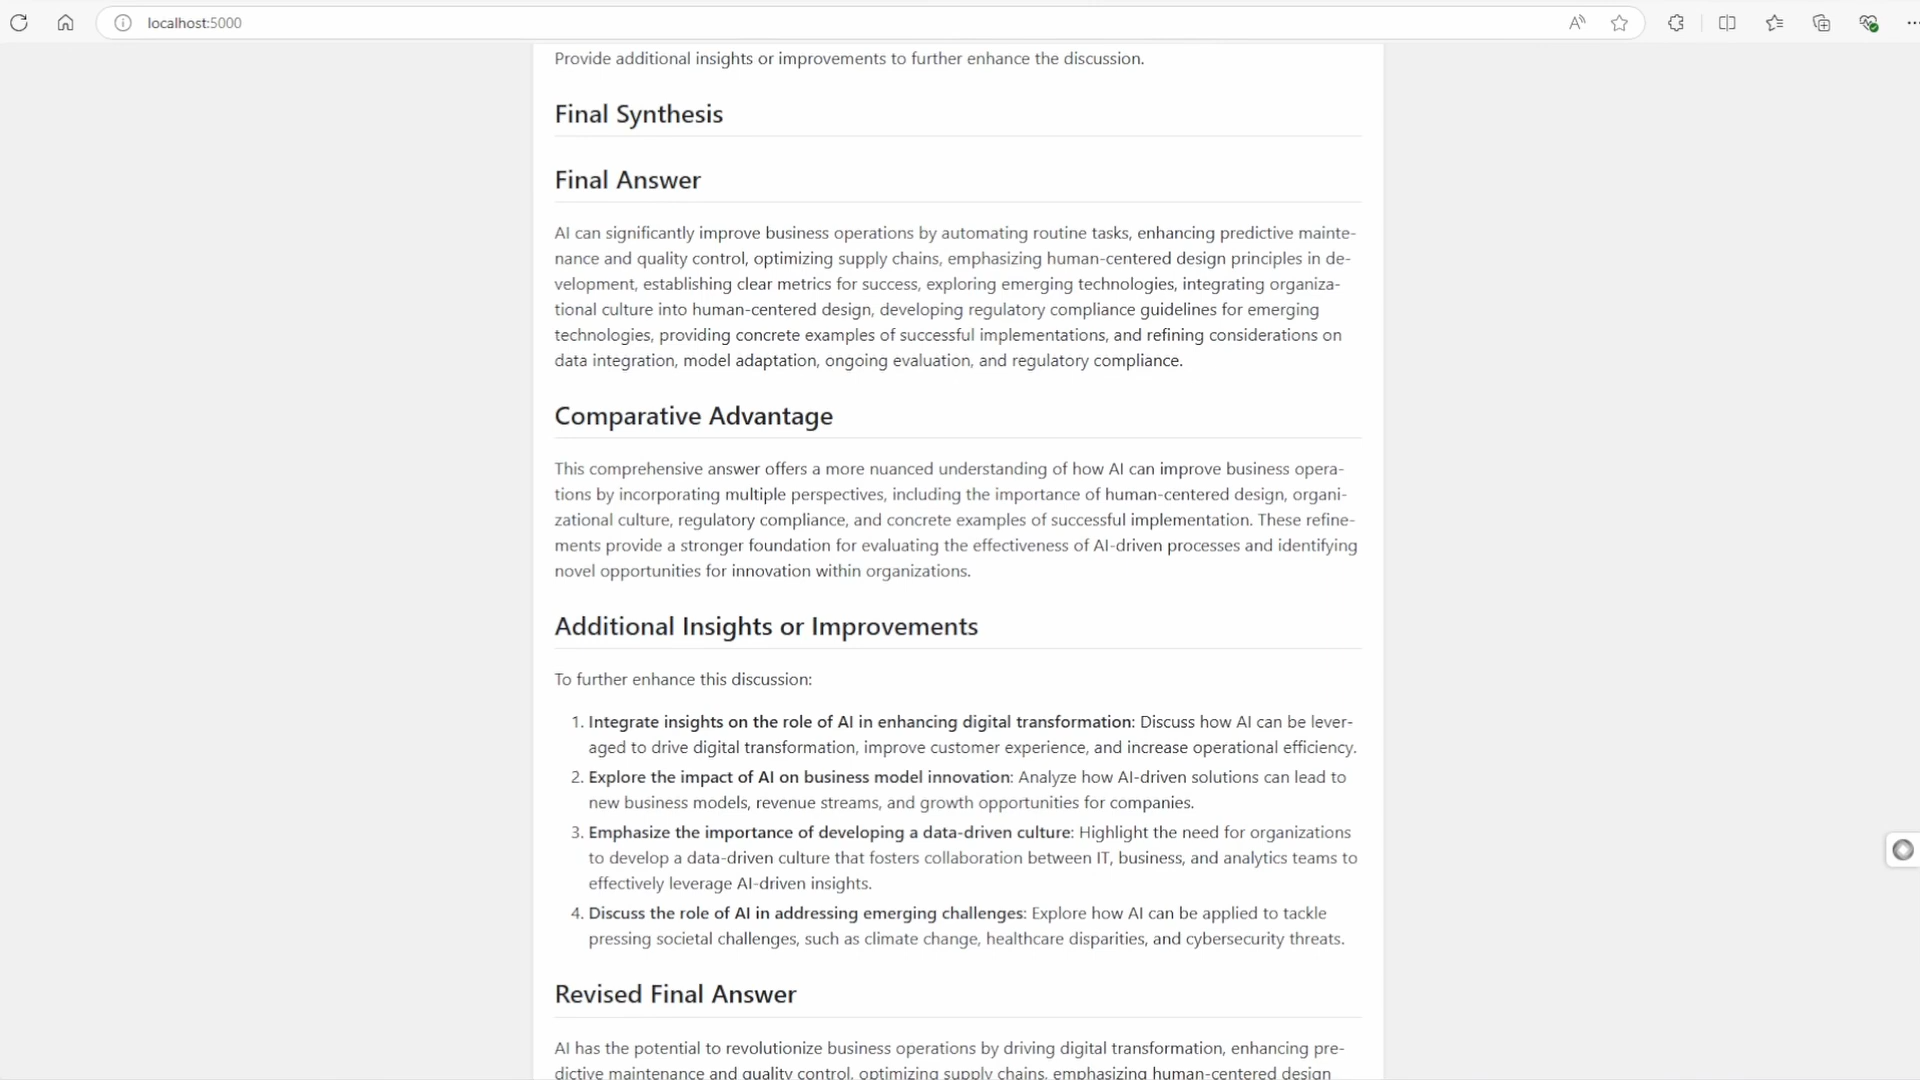 localhost:5000
Provide additional insights or improvements to further enhance the discussion.
Final Synthesis
Final Answer
AI can significantly improve business operations by automating routine tasks, enhancing predictive mainte-
nance and quality control, optimizing supply chains, emphasizing human-centered design principles in de-
velopment, establishing clear metrics for success, exploring emerging technologies, integrating organiza-
tional culture into human-centered design, developing regulatory compliance guidelines for emerging
technologies, providing concrete examples of successful implementations, and refining considerations on
data integration, model adaptation, ongoing evaluation, and regulatory compliance.
Comparative Advantage
This comprehensive answer offers a more nuanced understanding of how AI can improve business opera-
tions by incorporating multiple perspectives, including the importance of human-centered design, organi-
zational culture, regulatory compliance, and concrete examples of successful implementation. These refine-
ments provide a stronger foundation for evaluating the effectiveness of AI-driven processes and identifying
novel opportunities for innovation within organizations.
Additional Insights or Improvements
To further enhance this discussion:
1. Integrate insights on the role of AI in enhancing digital transformation: Discuss how AI can be lever-
aged to drive digital transformation, improve customer experience, and increase operational efficiency.
2. Explore the impact of AI on business model innovation: Analyze how AI-driven solutions can lead to
new business models, revenue streams, and growth opportunities for companies.
3. Emphasize the importance of developing a data-driven culture: Highlight the need for organizations
to develop a data-driven culture that fosters collaboration between IT, business, and analytics teams to
effectively leverage AI-driven insights.
4. Discuss the role of AI in addressing emerging challenges: Explore how AI can be applied to tackle
pressing societal challenges, such as climate change, healthcare disparities, and cybersecurity threats.
Revised Final Answer
AI has the potential to revolutionize business operations by driving digital transformation, enhancing pre-
dictive maintenance and quality control, optimizing supply chains, emphasizing human-centered design